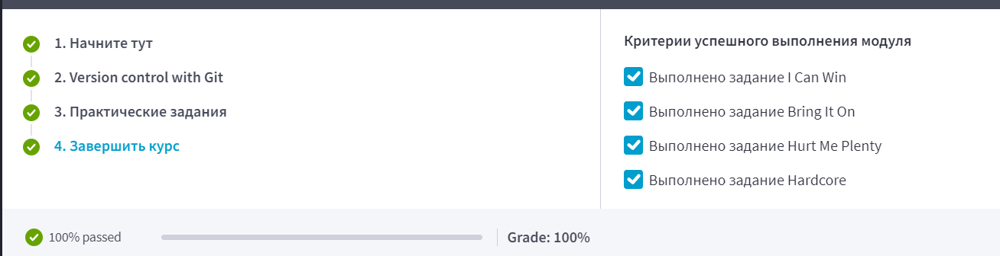 1. Начните тут
2. Version control with Git
3. Практические задания
4. Завершить курс
Критерии успешного выполнения модуля
Выполнено задание I Can Win
Выполнено задание Bring It On
Выполнено задание Hurt Me Plenty
Выполнено задание Hardcore
100% passed
Grade: 100%